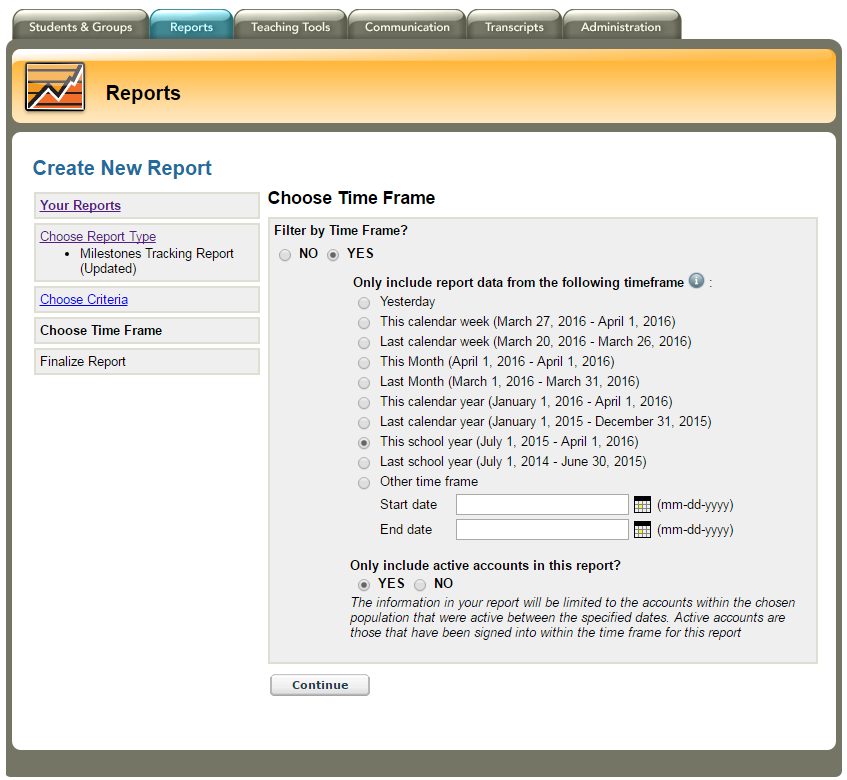 Students & Groups
Reports
Teaching Tools
Communication
Transcripts
Administration
Reports
Create New Report
Your Reports
Choose Report Type
• Milestones Tracking Report
(Updated)
Choose Criteria
Choose Time Frame
Finalize Report
Choose Time Frame
Filter by Time Frame?
NO YES
Only include report data from the following timeframe i :
Yesterday
This calendar week (March 27, 2016 - April 1, 2016)
Last calendar week (March 20, 2016 - March 26, 2016)
This Month (April 1, 2016 - April 1, 2016)
Last Month (March 1, 2016 - March 31, 2016)
This calendar year (January 1, 2016 - April 1, 2016)
Last calendar year (January 1, 2015 - December 31, 2015)
This school year (July 1, 2015 - April 1, 2016)
Last school year (July 1, 2014 - June 30, 2015)
Other time frame
Start date (mm-dd-yyyy)
End date (mm-dd-yyyy)
Only include active accounts in this report?
YES NO
The information in your report will be limited to the accounts within the chosen
population that were active between the specified dates. Active accounts are
those that have been signed into within the time frame for this report
Continue